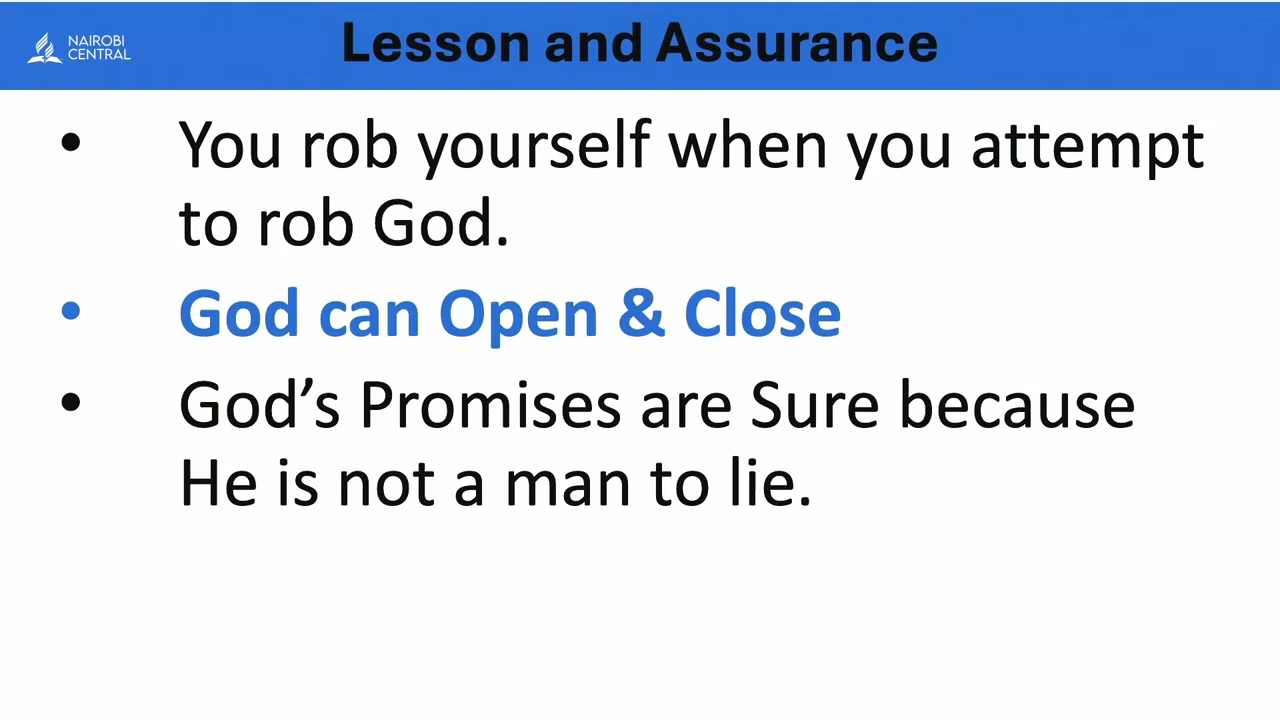 NAIROBI
CENTRAL
Lesson and Assurance
• You rob yourself when you attempt
to rob God.
• God can Open & Close
• God’s Promises are Sure because
He is not a man to lie.